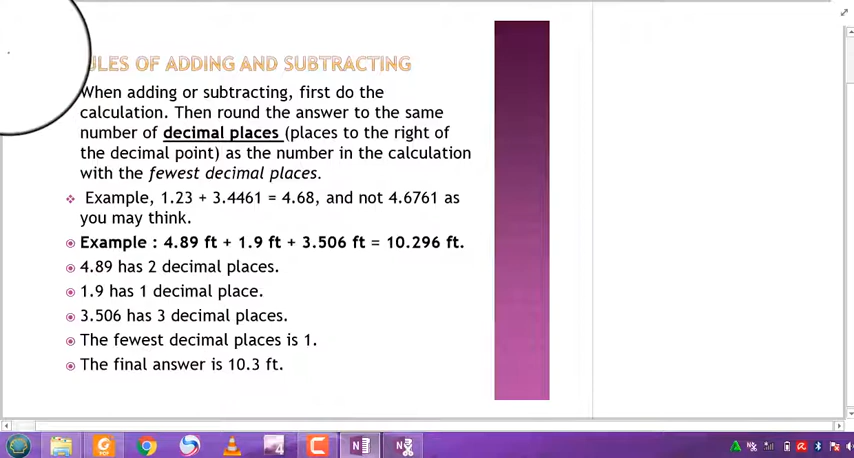 ULES OF ADDING AND SUBTRACTING
When adding or subtracting, first do the
calculation. Then round the answer to the same
number of decimal places (places to the right of
the decimal point) as the number in the calculation
with the fewest decimal places.
Example, 1.23 + 3.4461 = 4.68, and not 4.6761 as
you may think.
Example : 4.89 ft + 1.9 ft + 3.506 ft = 10.296 ft.
4.89 has 2 decimal places.
1.9 has 1 decimal place.
3.506 has 3 decimal places.
The fewest decimal places is 1.
The final answer is 10.3 ft.